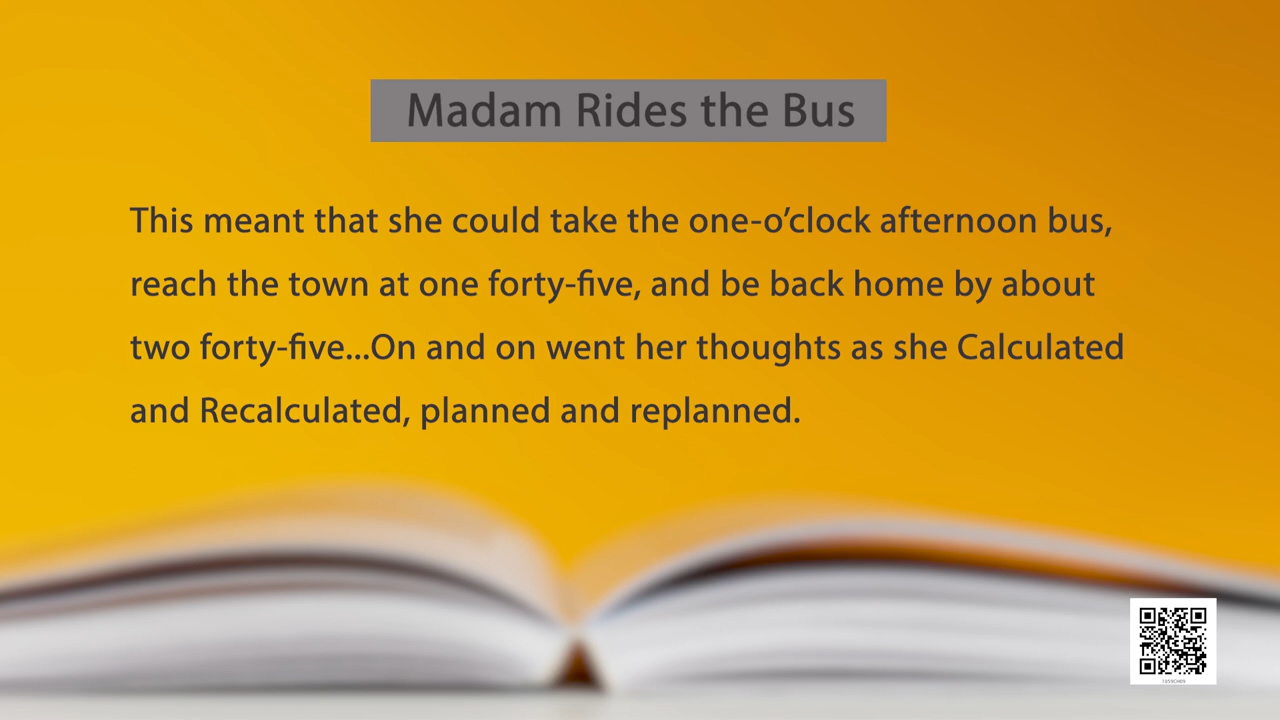 Madam Rides the Bus
This meant that she could take the one-o’clock afternoon bus,
reach the town at one forty-five, and be back home by about
two forty-five...On and on went her thoughts as she Calculated
and Recalculated, planned and replanned.